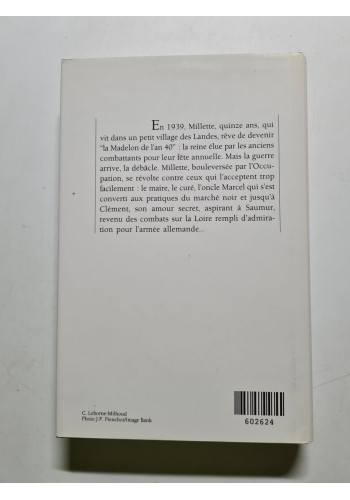 En 1939, Millette, quinze ans, qui
vit dans un petit village des Landes, rêve de devenir
"la Madelon de l'an 40" : la reine élue par les anciens
combattants pour leur fête annuelle. Mais la guerre
arrive, la débâcle. Millette, bouleversée par l'Occu-
pation, se révolte contre ceux qui l'acceptent trop
facilement : le maire, le curé, l'oncle Marcel qui s'est
converti aux pratiques du marché noir et jusqu'à
Clément, son amour secret, aspirant à Saumur,
revenu des combats sur la Loire rempli d'admira-
tion pour l'armée allemande...
C. Laborne-Milhoud
Photo J.P. Pieuchot/Image Bank
602624